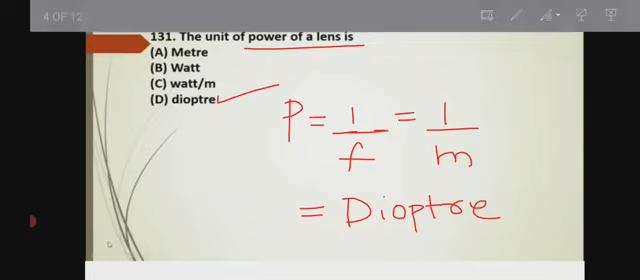 4 OF 12
131. The unit of power of a lens is
(A) Metre
(B) Watt
(C) watt/m
(D) dioptre
P = 1/f = 1/m
= Dioptre